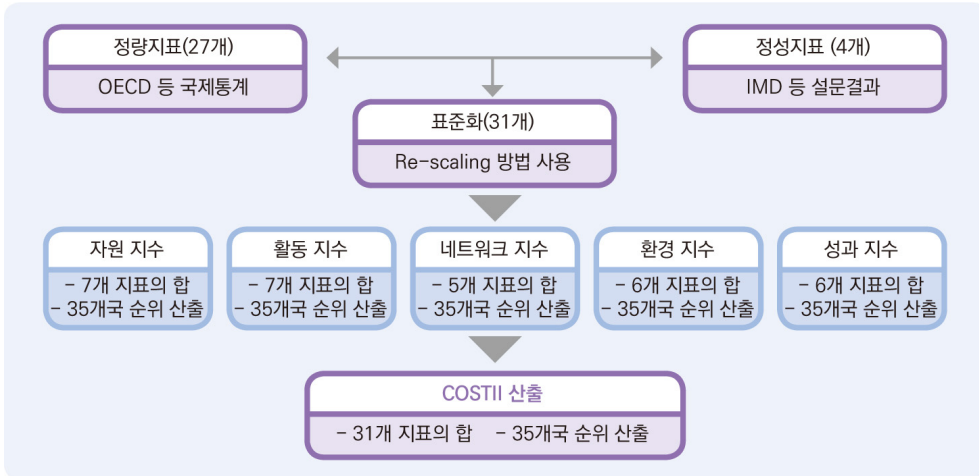 정량지표(27개)
OECD 등 국제통계
정성지표 (4개)
IMD 등 설문결과
표준화(31개)
Re-scaling 방법 사용
자원 지수
- 7개 지표의 합
- 35개국 순위 산출
활동 지수
- 7개 지표의 합
- 35개국 순위 산출
네트워크 지수
- 5개 지표의 합
- 35개국 순위 산출
환경 지수
- 6개 지표의 합
- 35개국 순위 산출
성과 지수
- 6개 지표의 합
- 35개국 순위 산출
COSTII 산출
- 31개 지표의 합 - 35개국 순위 산출